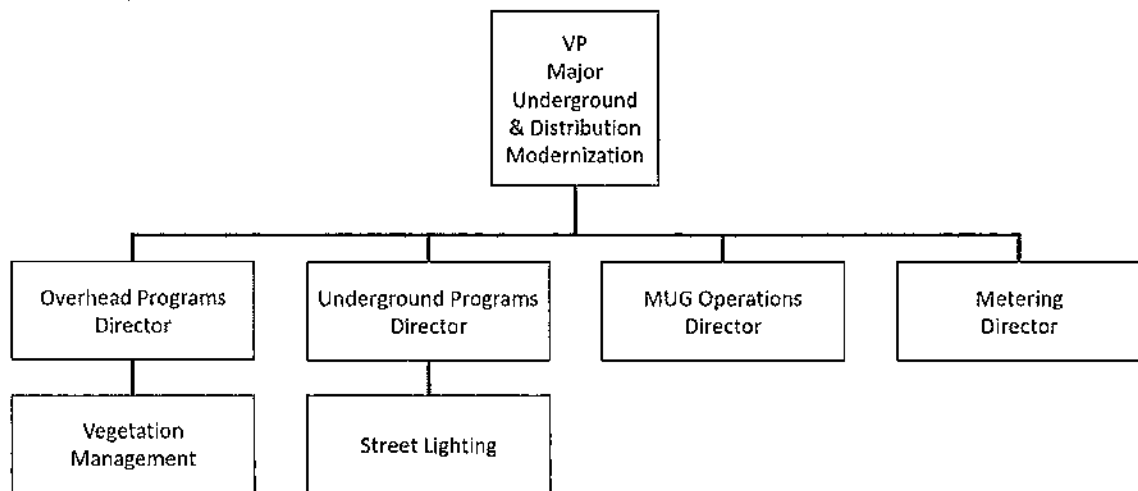 VP
Major
Underground
& Distribution
Modernization
Overhead Programs
Director
Underground Programs
Director
MUG Operations
Director
Metering
Director
Vegetation
Management
Street Lighting